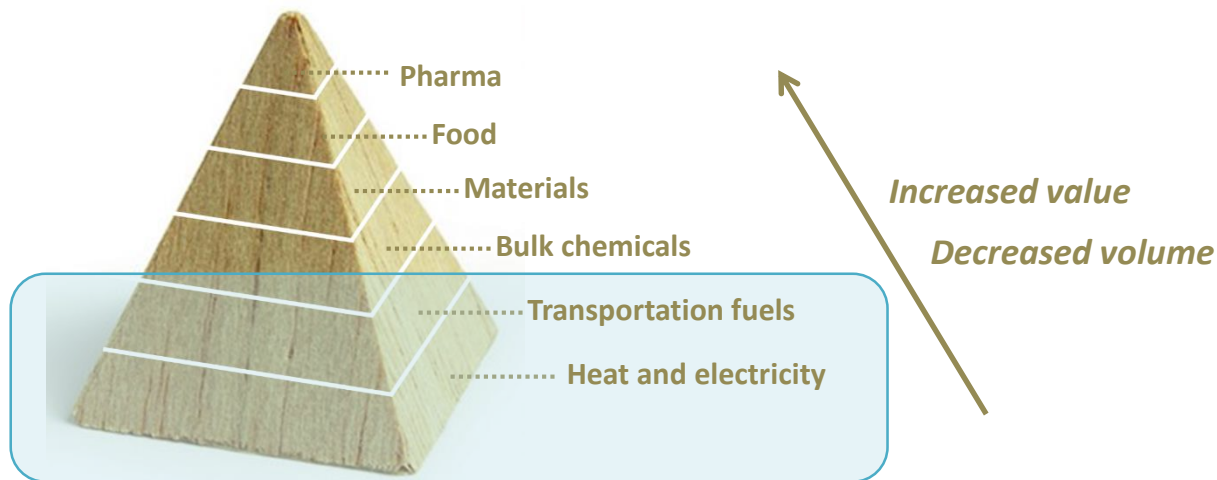 Pharma
Food
Materials
Increased value
Bulk chemicals
Decreased volume
Transportation fuels
Heat and electricity